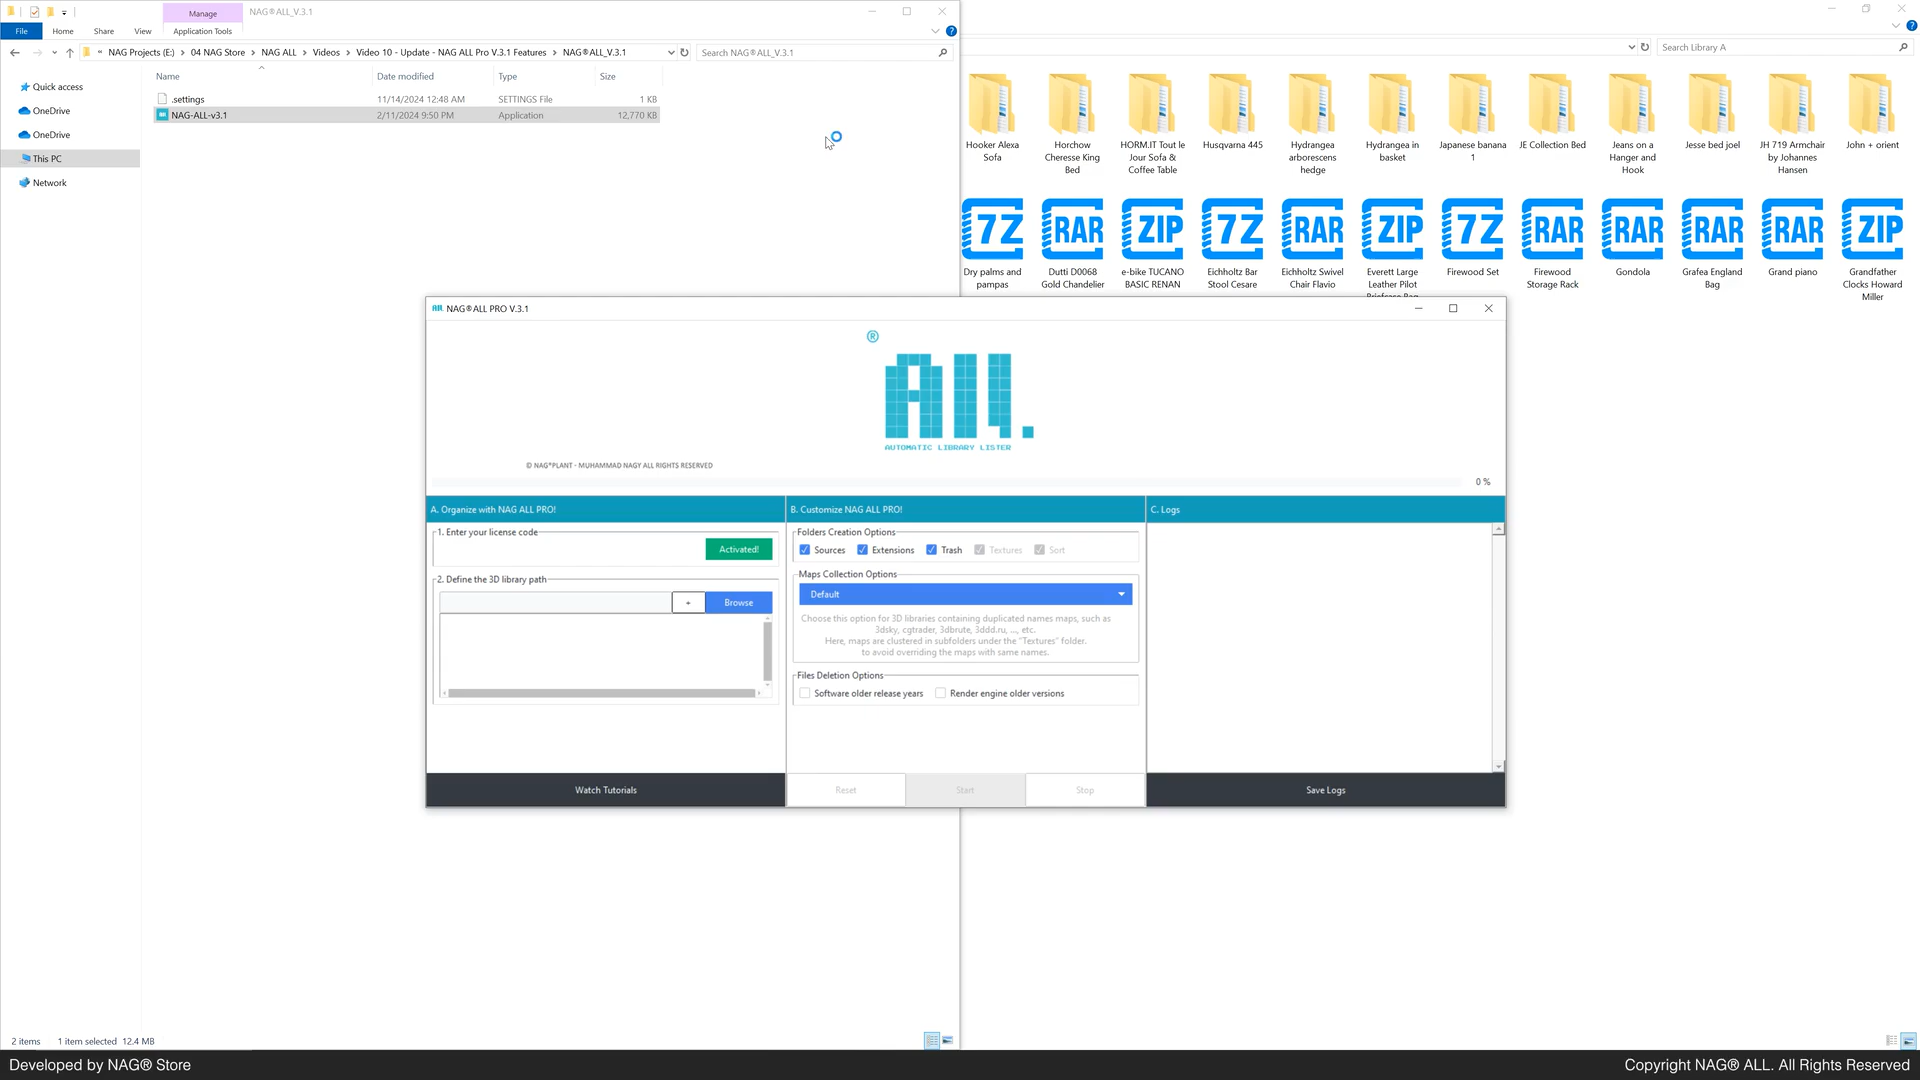 Manage
NAG®ALL_V.3.1
File
Home
Share
View
Application Tools
« NAG Projects (E:) > 04 NAG Store > NAG ALL > Videos > Video 10 - Update - NAG ALL Pro V.3.1 Features > NAG®ALL_V.3.1
Search NAG®ALL_V.3.1
Search Library A
Name
Date modified
Type
Size
Quick access
OneDrive
OneDrive
This PC
Network
.settings
11/14/2024 12:48 AM
SETTINGS File
1 KB
NAG-ALL-v3.1
2/11/2024 9:50 PM
Application
12,770 KB
Hooker Alexa
Sofa
Horchow
Cheresse King
Bed
HORM.IT Tout le
Jour Sofa &
Coffee Table
Husqvarna 445
Hydrangea
arborescens
hedge
Hydrangea in
basket
Japanese banana
1
JE Collection Bed
Jeans on a
Hanger and
Hook
Jesse bed joel
JH 719 Armchair
by Johannes
Hansen
John + orient
7Z
RAR
ZIP
7Z
RAR
ZIP
7Z
RAR
RAR
RAR
RAR
ZIP
Dry palms and
pampas
Dutti D0068
Gold Chandelier
e-bike TUCANO
BASIC RENAN
Eichholtz Bar
Stool Cesare
Eichholtz Swivel
Chair Flavio
Everett Large
Leather Pilot
Briefcase Bag
Firewood Set
Firewood
Storage Rack
Gondola
Grafea England
Bag
Grand piano
Grandfather
Clocks Howard
Miller
NAG®ALL PRO V.3.1
®
ALL.
AUTOMATIC LIBRARY LISTER
© NAG®PLANT - MUHAMMAD NAGY ALL RIGHTS RESERVED
0 %
A. Organize with NAG ALL PRO!
1. Enter your license code
Activated!
2. Define the 3D library path
+
Browse
B. Customize NAG ALL PRO!
Folders Creation Options
Sources
Extensions
Trash
Textures
Sort
Maps Collection Options
Default
Choose this option for 3D libraries containing duplicated names maps, such as
3dsky, cgtrader, 3dbrute, 3ddd.ru, ..., etc.
Here, maps are clustered in subfolders under the "Textures" folder.
to avoid overriding the maps with same names.
Files Deletion Options
Software older release years
Render engine older versions
C. Logs
Watch Tutorials
Reset
Start
Stop
Save Logs
2 items
1 item selected 12.4 MB
Developed by NAG® Store
Copyright NAG® ALL. All Rights Reserved